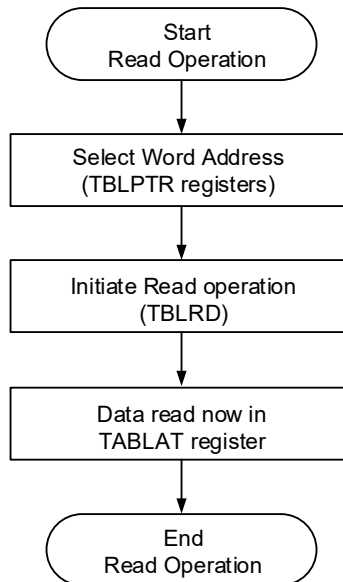 Start
Read Operation
Select Word Address
(TBLPTR registers)
Initiate Read operation
(TBLRD)
Data read now in
TABLAT register
End
Read Operation